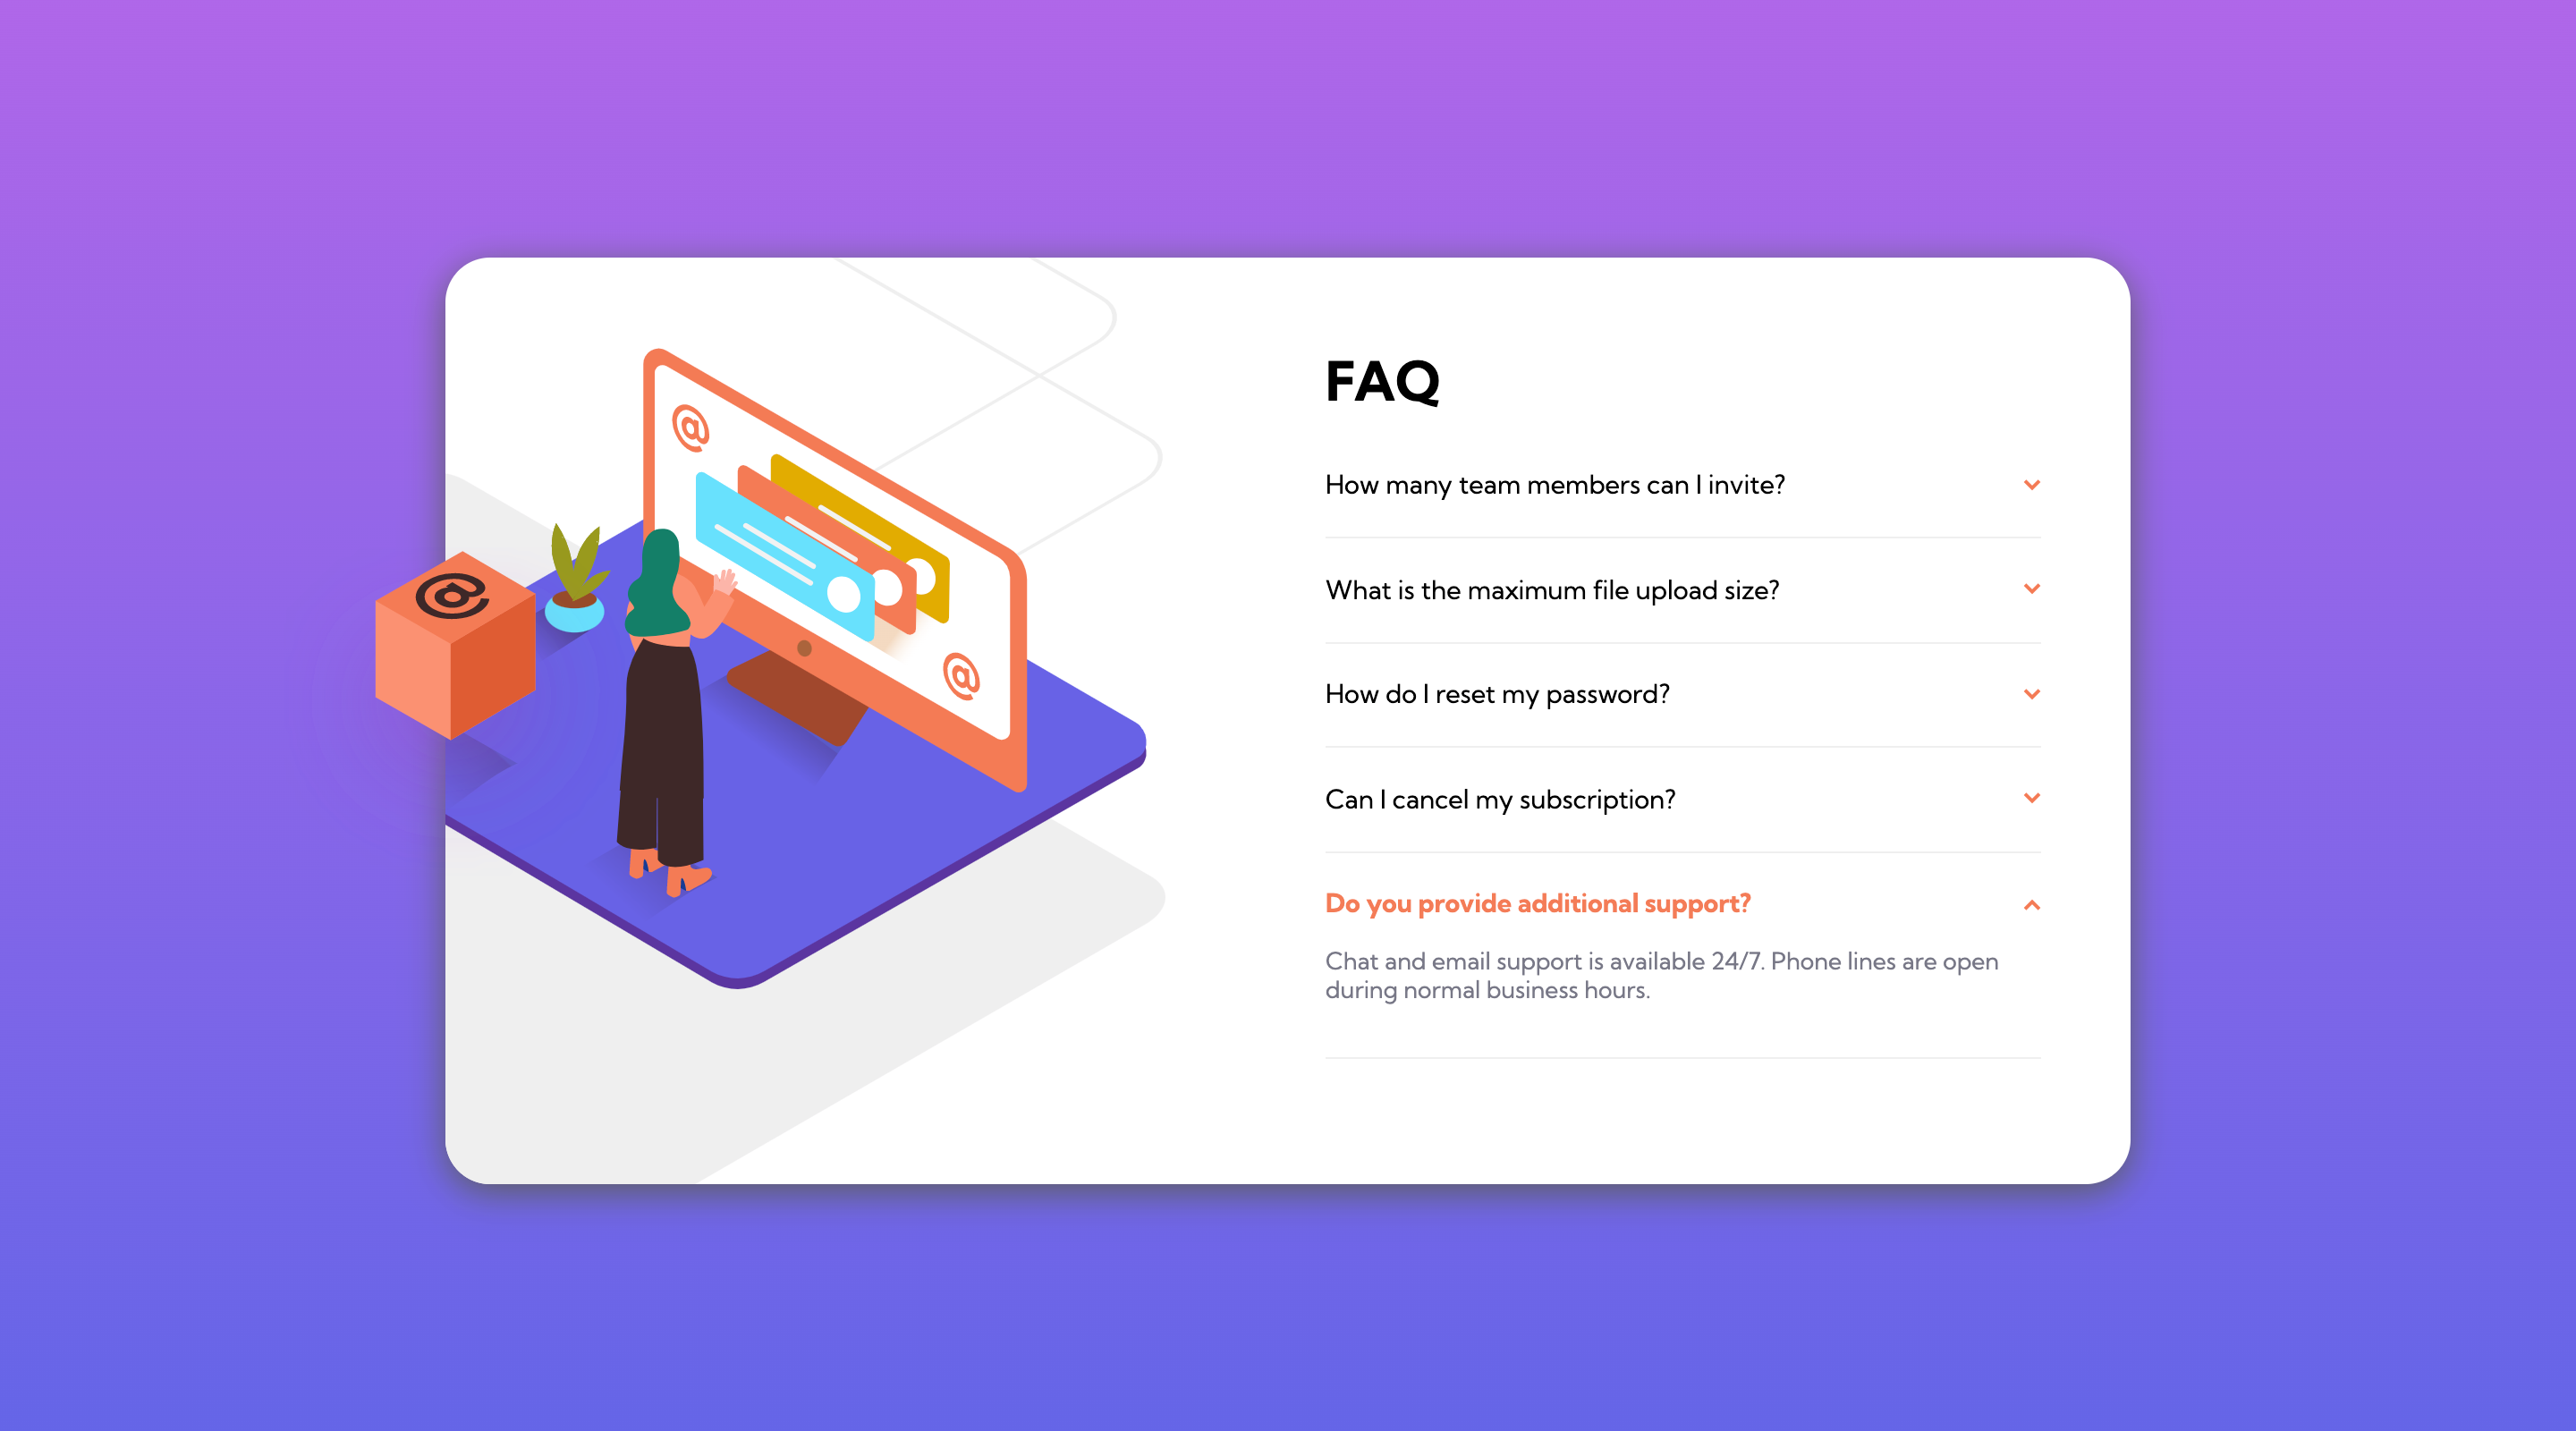 FAQ
How many team members can I invite?
What is the maximum file upload size?
How do I reset my password?
Can I cancel my subscription?
Do you provide additional support?
Chat and email support is available 24/7. Phone lines are open
during normal business hours.
@
@
@